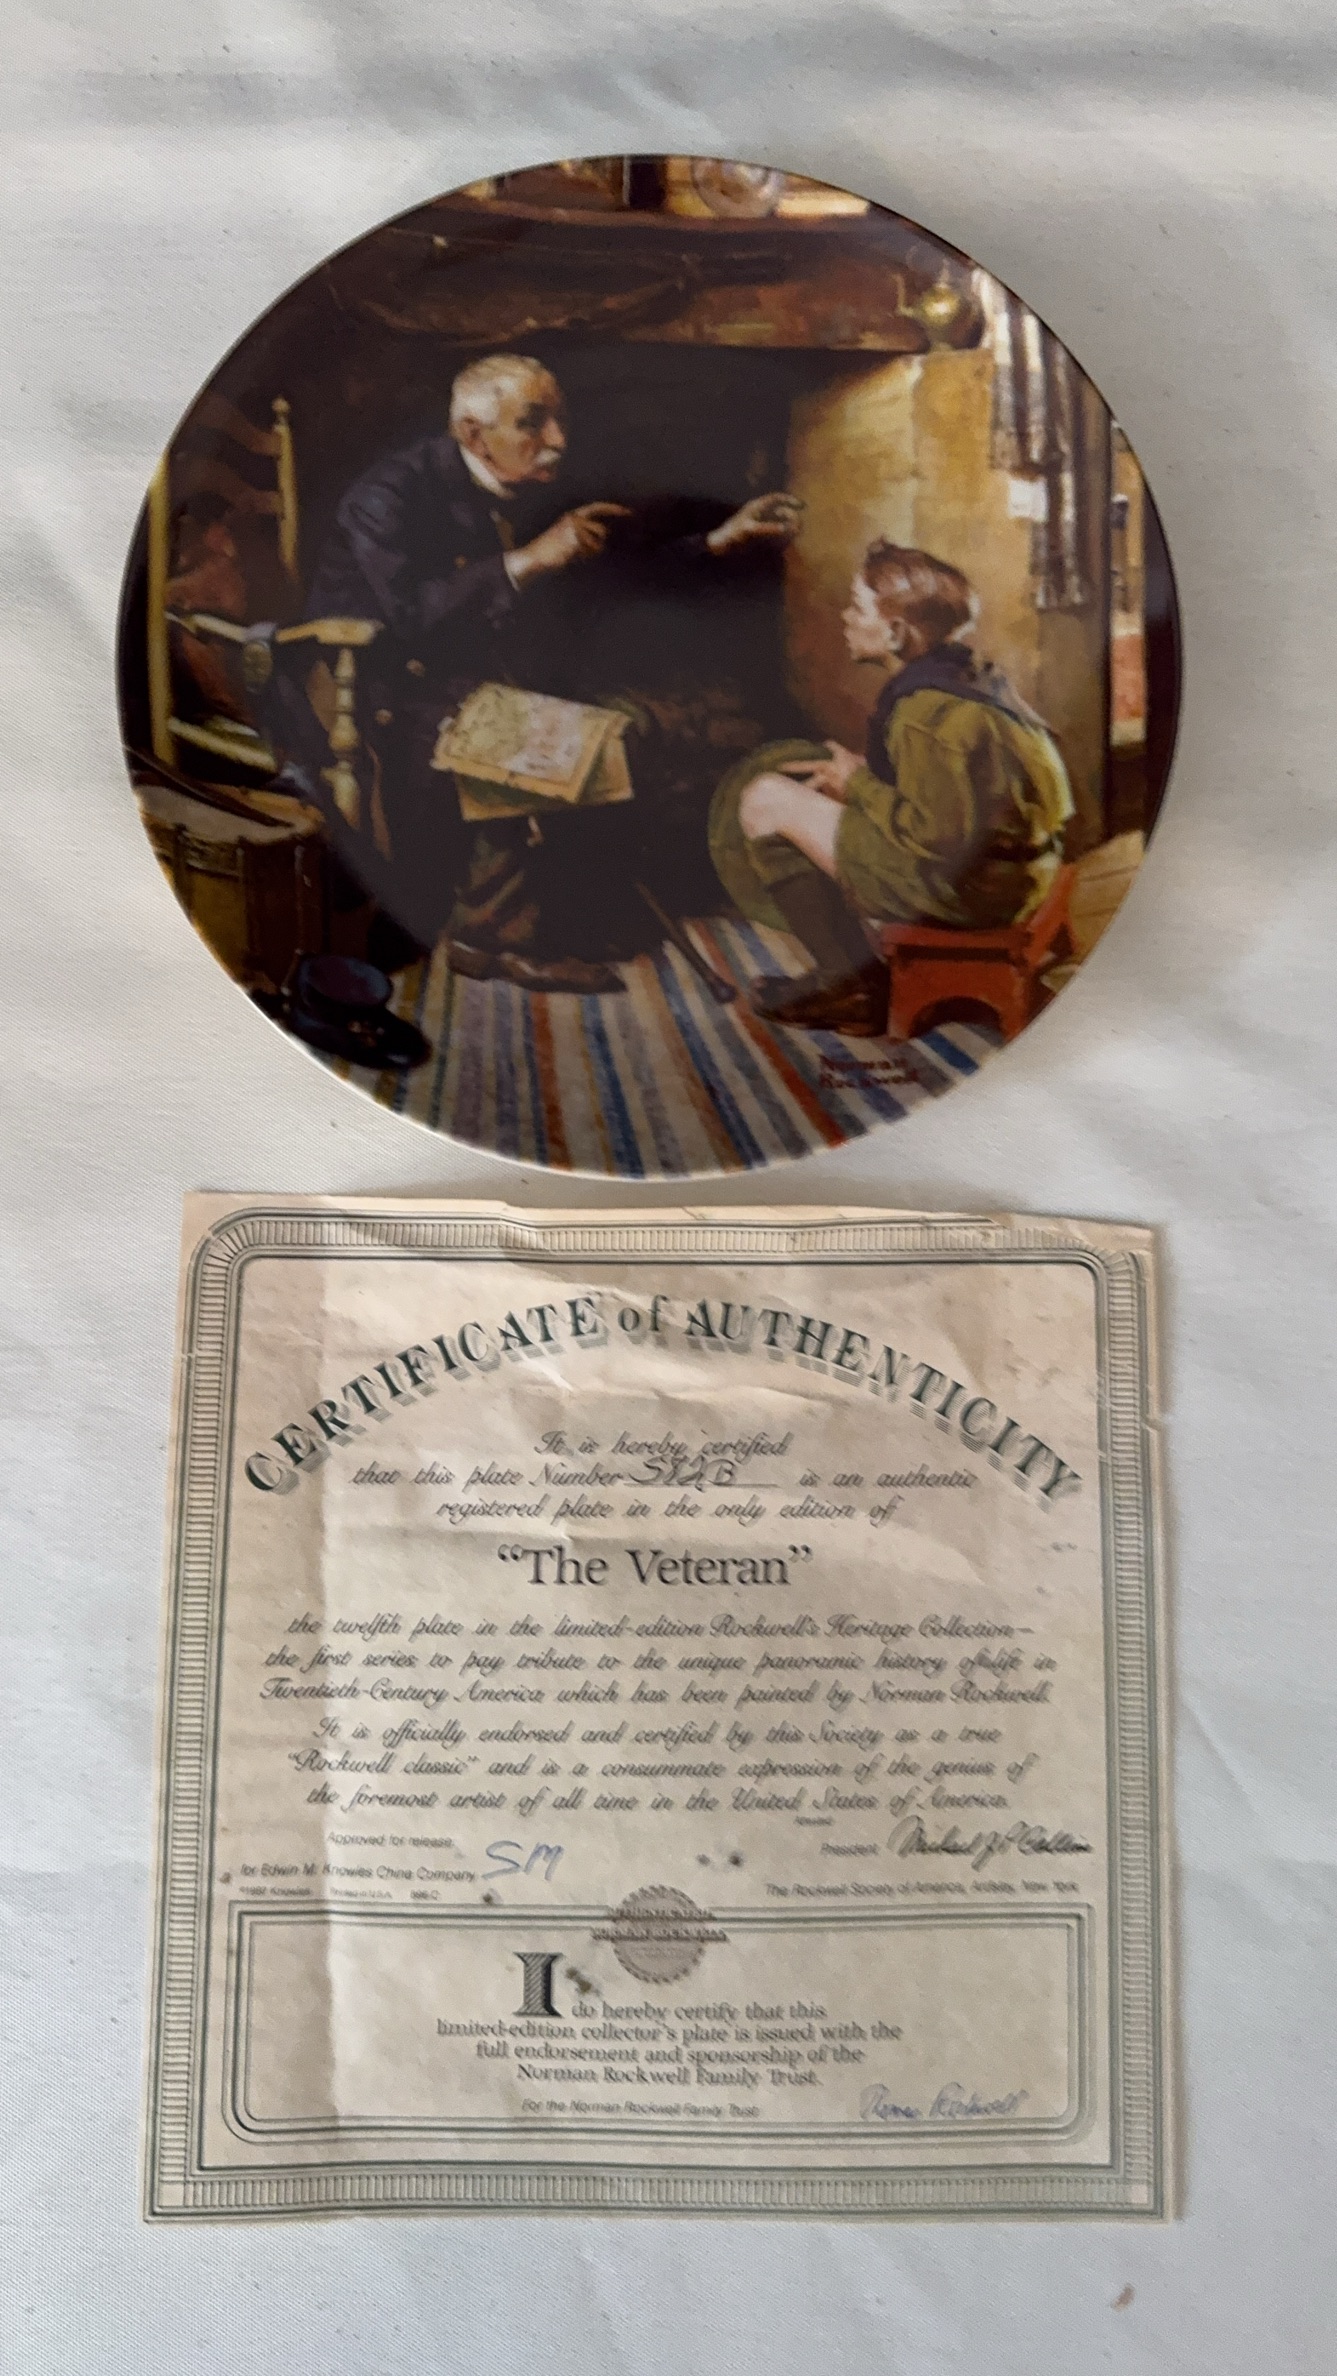 Norman
Rockwell
CERTIFICATE of AUTHENTICITY
It is hereby certified
that this plate Number is an authentic
registered plate in the only edition of
“The Veteran”
the twelfth plate in the limited-edition Rockwell's Heritage Collection—
the first series to pay tribute to the unique panoramic history of life in
Twentieth-Century America which has been painted by Norman Rockwell.
It is officially endorsed and certified by this Society as a true
“Rockwell classic” and is a consummate expression of the genius of
the foremost artist of all time in the United States of America.
Approved for release,
for Edwin M. Knowles China Company SM
President
The Rockwell Society of America, Ardsley, New York
I do hereby certify that this
limited-edition collector's plate is issued with the
full endorsement and sponsorship of the
Norman Rockwell Family Trust.
For the Norman Rockwell Family Trust: